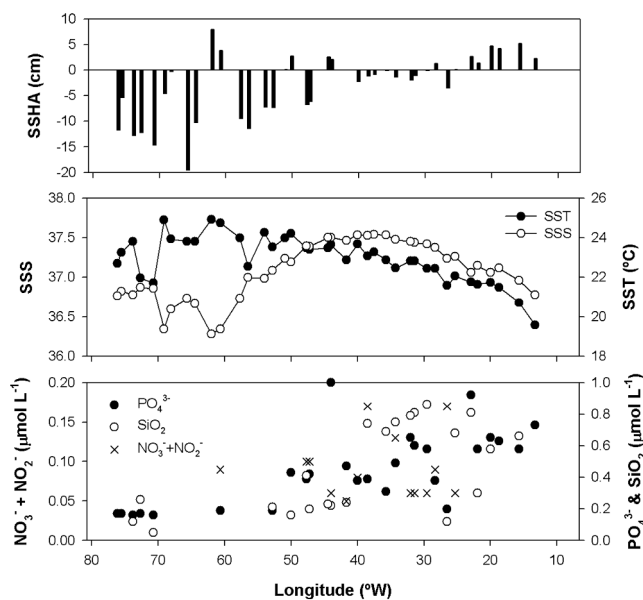 10
5
0
-5
-10
-15
-20
SSHA (cm)
38.0
37.5
37.0
36.5
36.0
SSS
26
24
22
20
18
SST (ºC)
SST
SSS
0.20
0.15
0.10
0.05
0.00
NO₃⁻ + NO₂⁻ (μmol L⁻¹)
PO₄³⁻
SiO₂
NO₃⁻+NO₂⁻
1.0
0.8
0.6
0.4
0.2
0.0
PO₄³⁻ & SiO₂ (μmol L⁻¹)
80 70 60 50 40 30 20 10
Longitude (ºW)